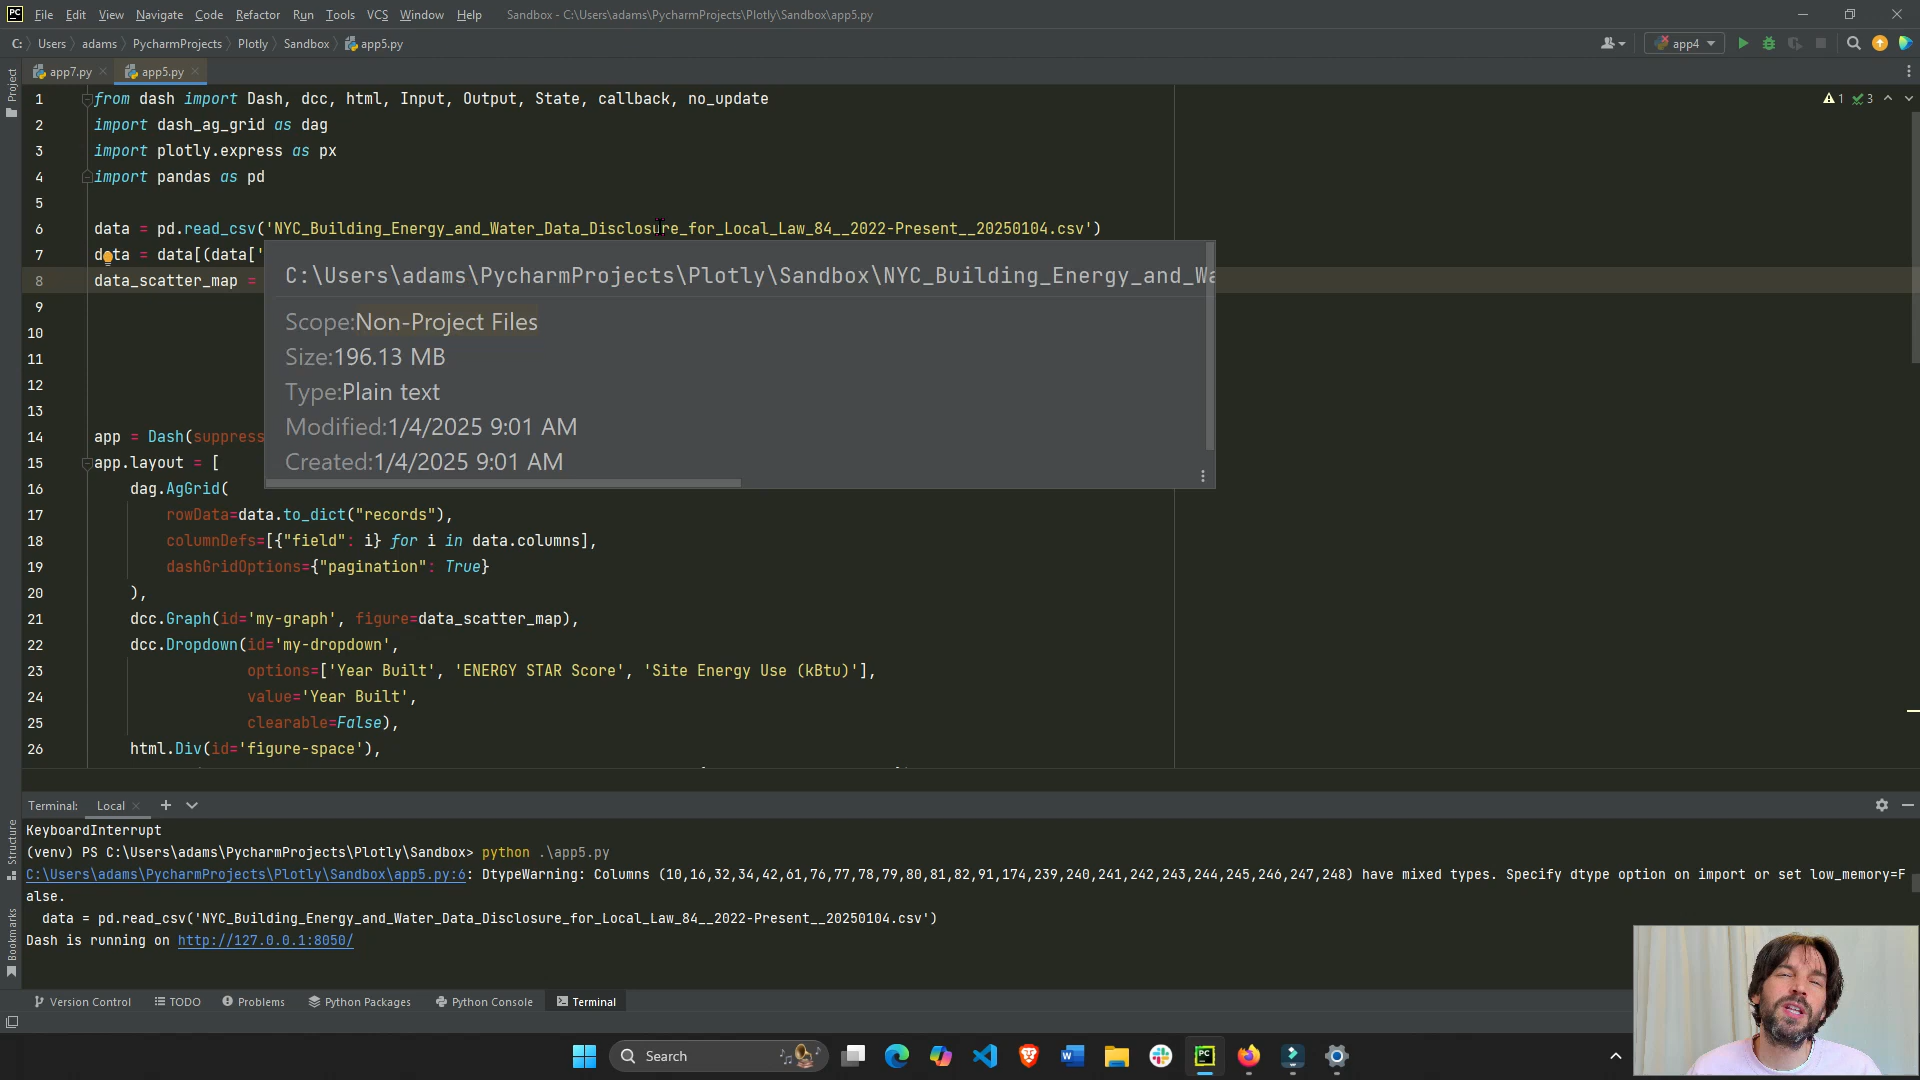 PC File Edit View Navigate Code Refactor Run Tools VCS Window Help Sandbox - C:\Users\adams\PycharmProjects\Plotly\Sandbox\app5.py
C: Users adams PycharmProjects Plotly Sandbox app5.py app4
app7.py app5.py
Project
1 from dash import Dash, dcc, html, Input, Output, State, callback, no_update 1 3
2 import dash_ag_grid as dag
3 import plotly.express as px
4 import pandas as pd
5
6 data = pd.read_csv('NYC_Building_Energy_and_Water_Data_Disclosure_for_Local_Law_84__2022-Present__20250104.csv')
7 data = data[(data['
8 data_scatter_map =
C:\Users\adams\PycharmProjects\Plotly\Sandbox\NYC_Building_Energy_and_Wa
Scope:Non-Project Files
Size:196.13 MB
Type:Plain text
Modified:1/4/2025 9:01 AM
Created:1/4/2025 9:01 AM
9
10
11
12
13
14 app = Dash(suppress
15 app.layout = [
16 dag.AgGrid(
17 rowData=data.to_dict("records"),
18 columnDefs=[{"field": i} for i in data.columns],
19 dashGridOptions={"pagination": True}
20 ),
21 dcc.Graph(id='my-graph', figure=data_scatter_map),
22 dcc.Dropdown(id='my-dropdown',
23 options=['Year Built', 'ENERGY STAR Score', 'Site Energy Use (kBtu)'],
24 value='Year Built',
25 clearable=False),
26 html.Div(id='figure-space'),
Terminal: Local
Structure
Bookmarks
KeyboardInterrupt
(venv) PS C:\Users\adams\PycharmProjects\Plotly\Sandbox> python .\app5.py
C:\Users\adams\PycharmProjects\Plotly\Sandbox\app5.py:6: DtypeWarning: Columns (10,16,32,34,42,61,76,77,78,79,80,81,82,91,174,239,240,241,242,243,244,245,246,247,248) have mixed types. Specify dtype option on import or set low_memory=F
alse.
data = pd.read_csv('NYC_Building_Energy_and_Water_Data_Disclosure_for_Local_Law_84__2022-Present__20250104.csv')
Dash is running on http://127.0.0.1:8050/
Version Control TODO Problems Python Packages Python Console Terminal
Search